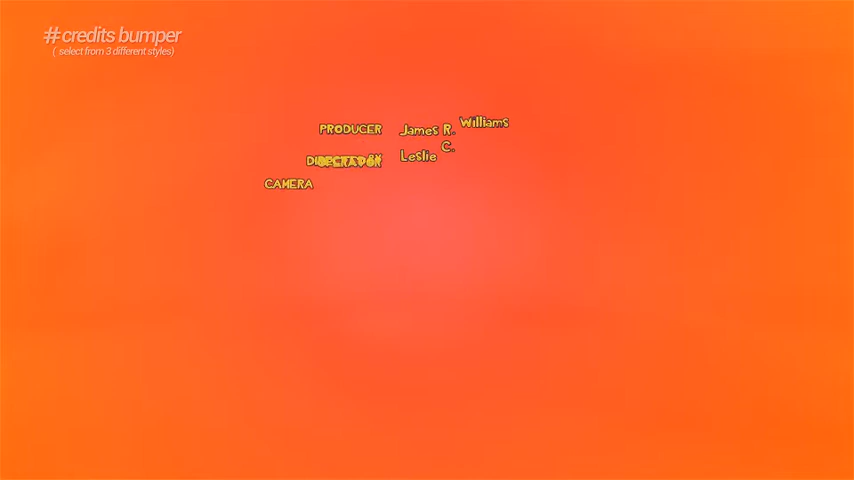 # credits bumper
( select from 3 different styles)
PRODUCER James R. Williams
Leslie C.
CAMERA